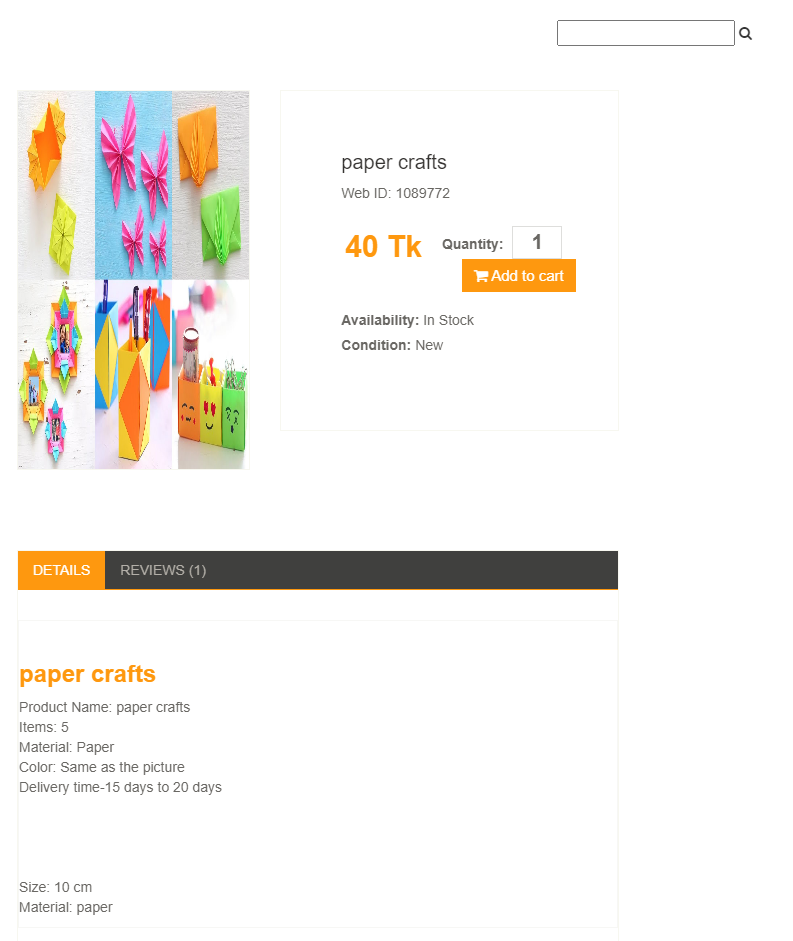 paper crafts
Web ID: 1089772
40 Tk Quantity: 1
Add to cart
Availability: In Stock
Condition: New
DETAILS REVIEWS (1)
paper crafts
Product Name: paper crafts
Items: 5
Material: Paper
Color: Same as the picture
Delivery time-15 days to 20 days
Size: 10 cm
Material: paper